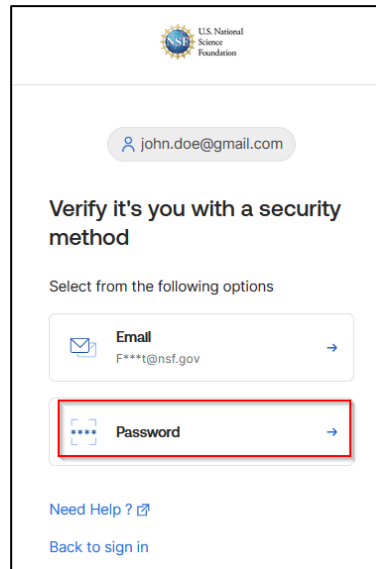 NSF
U.S. National
Science
Foundation
john.doe@gmail.com
Verify it's you with a security
method
Select from the following options
Email
F***t@nsf.gov
**** Password
Need Help ?
Back to sign in